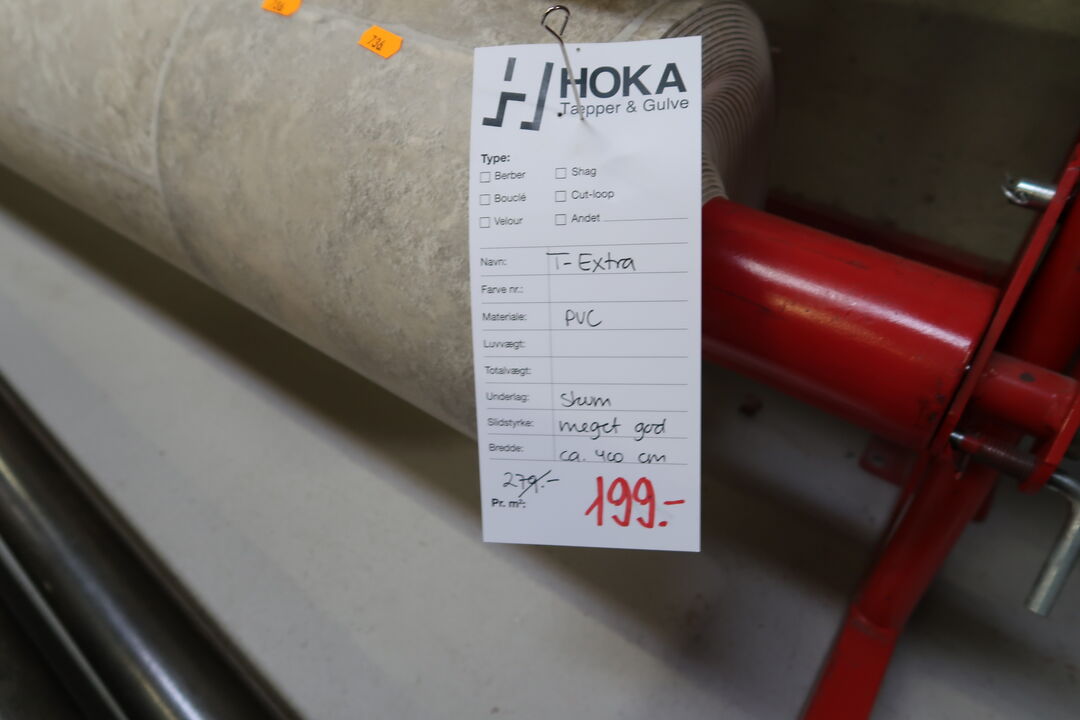 736
HOKA
Tæpper & Gulve
Type:
Berber
Shag
Bouclé
Cut-loop
Velour
Andet
Navn: T-Extra
Farve nr.:
Materiale: PVC
Luvvægt:
Totalvægt:
Underlag: Skum
Slidstyrke: meget god
Bredde: ca. 400 cm
279.-
Pr. m²: 199.-